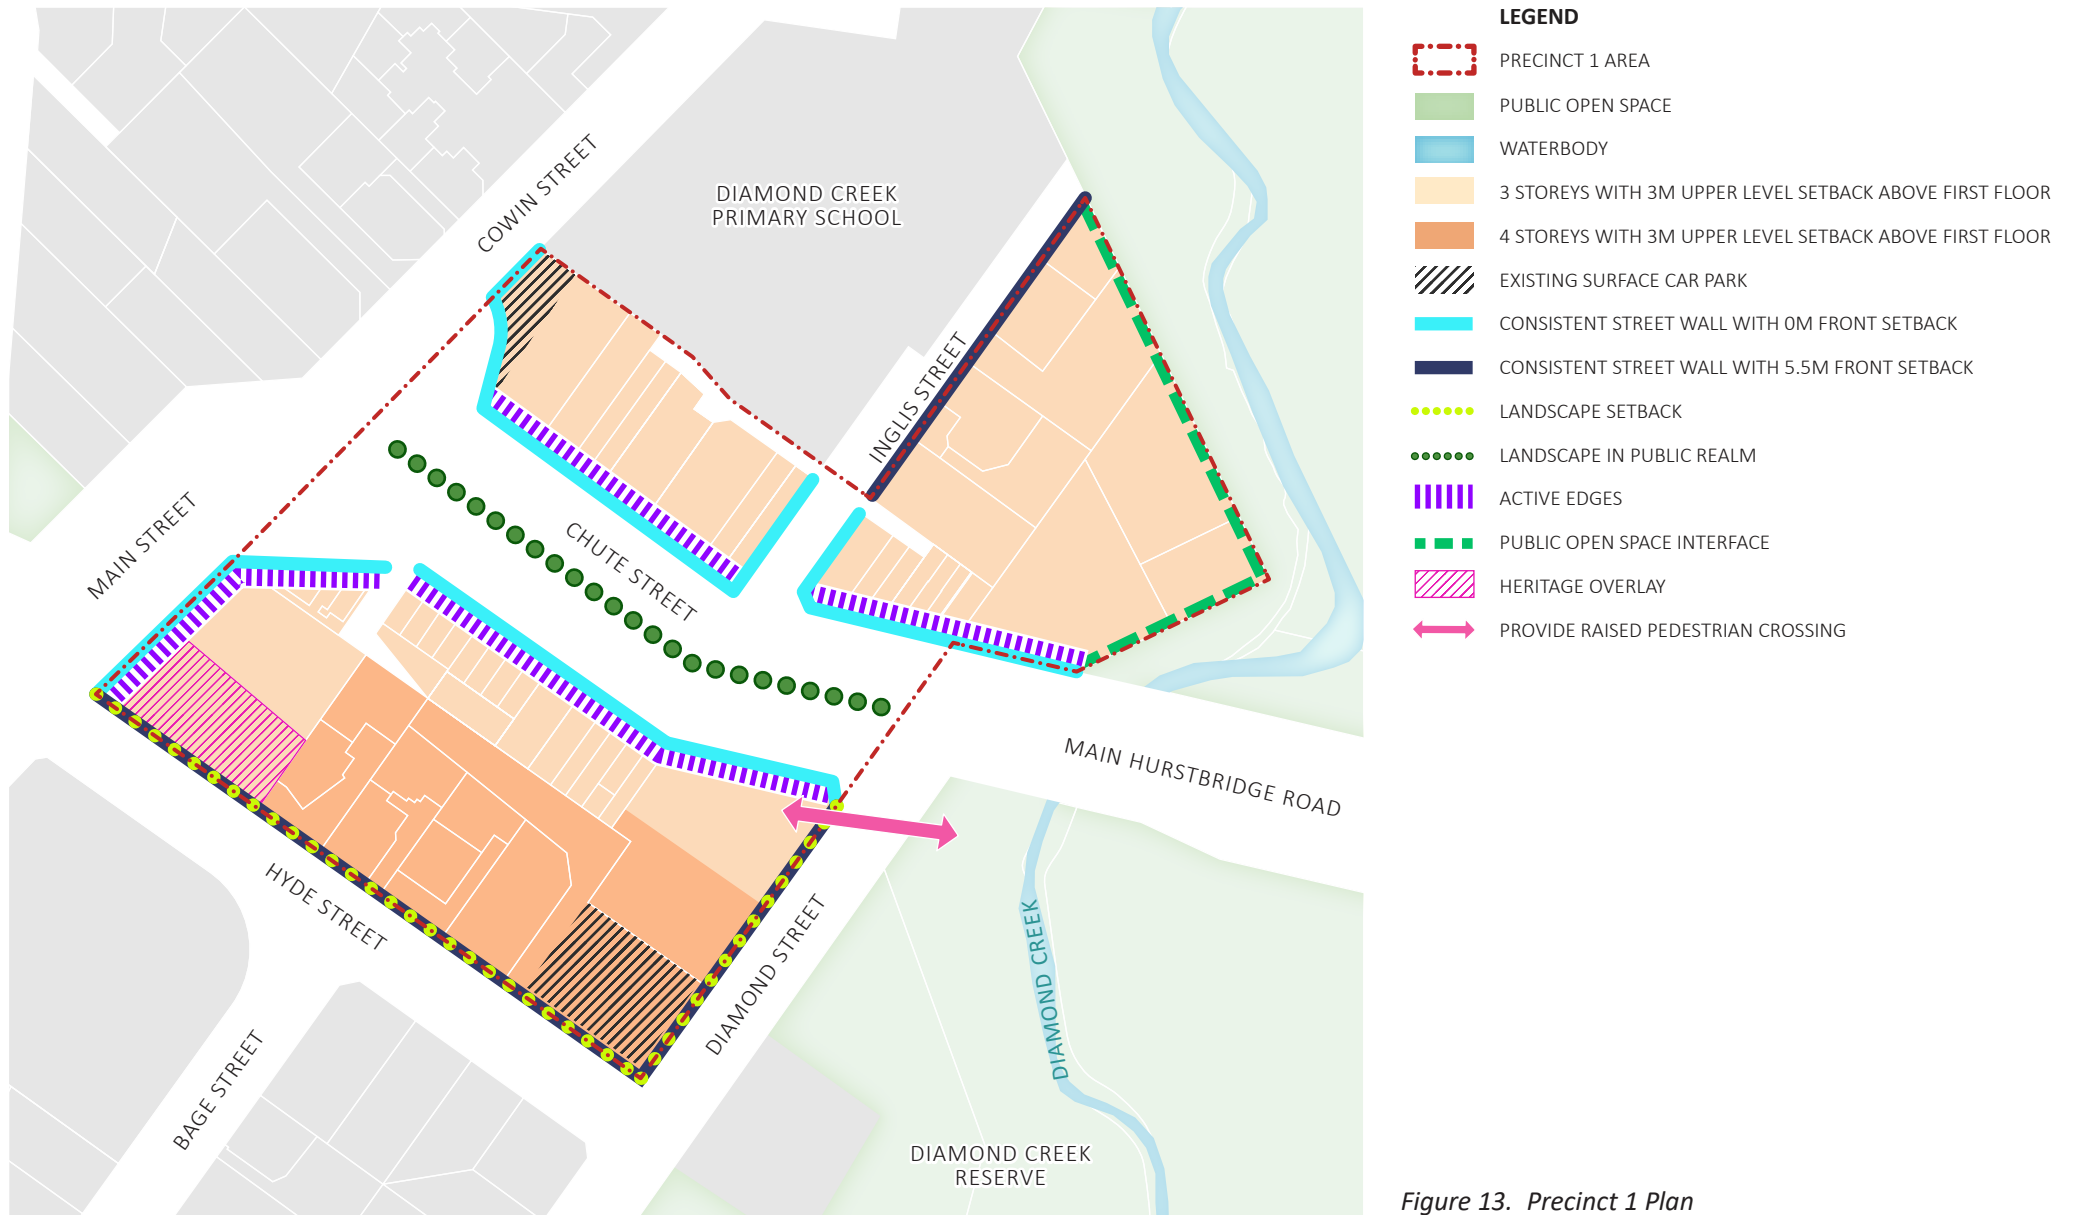 LEGEND
PRECINCT 1 AREA
PUBLIC OPEN SPACE
WATERBODY
3 STOREYS WITH 3M UPPER LEVEL SETBACK ABOVE FIRST FLOOR
4 STOREYS WITH 3M UPPER LEVEL SETBACK ABOVE FIRST FLOOR
EXISTING SURFACE CAR PARK
CONSISTENT STREET WALL WITH 0M FRONT SETBACK
CONSISTENT STREET WALL WITH 5.5M FRONT SETBACK
LANDSCAPE SETBACK
LANDSCAPE IN PUBLIC REALM
ACTIVE EDGES
PUBLIC OPEN SPACE INTERFACE
HERITAGE OVERLAY
PROVIDE RAISED PEDESTRIAN CROSSING
COWIN STREET
DIAMOND CREEK
PRIMARY SCHOOL
INGLIS STREET
MAIN STREET
CHUTE STREET
MAIN HURSTBRIDGE ROAD
HYDE STREET
DIAMOND STREET
DIAMOND CREEK
BAGE STREET
DIAMOND CREEK
RESERVE
Figure 13. Precinct 1 Plan